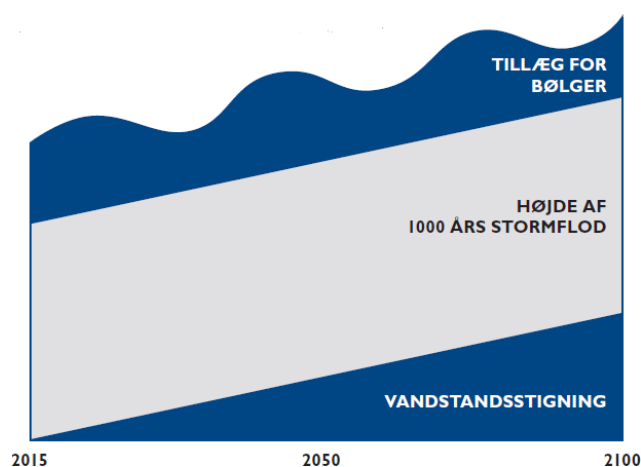 TILLÆG FOR
BØLGER
HØJDE AF
1000 ÅRS STORMFLOD
VANDSTANDSSTIGNING
2015
2050
2100